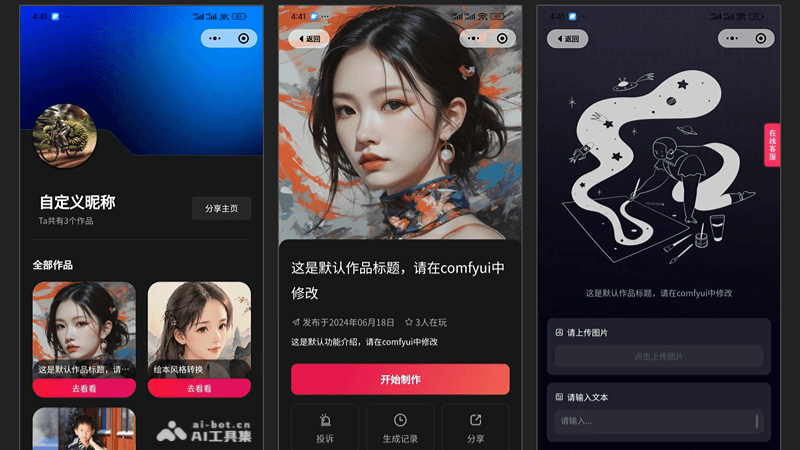 4:41
自定义昵称
Ta共有3个作品
分享主页
全部作品
这是默认作品标题，请…
去看看
绘本风格转换
去看看
ai-bot.cn
AI工具集
4:41
返回
这是默认作品标题，请在comfyui中
修改
发布于2024年06月18日 3人在玩
这是默认功能介绍，请在comfyui中修改
开始制作
投诉
生成记录
分享
4:41
返回
在线客服
这是默认作品标题，请在comfyui中修改
请上传图片
点击上传图片
请输入文本
请输入...